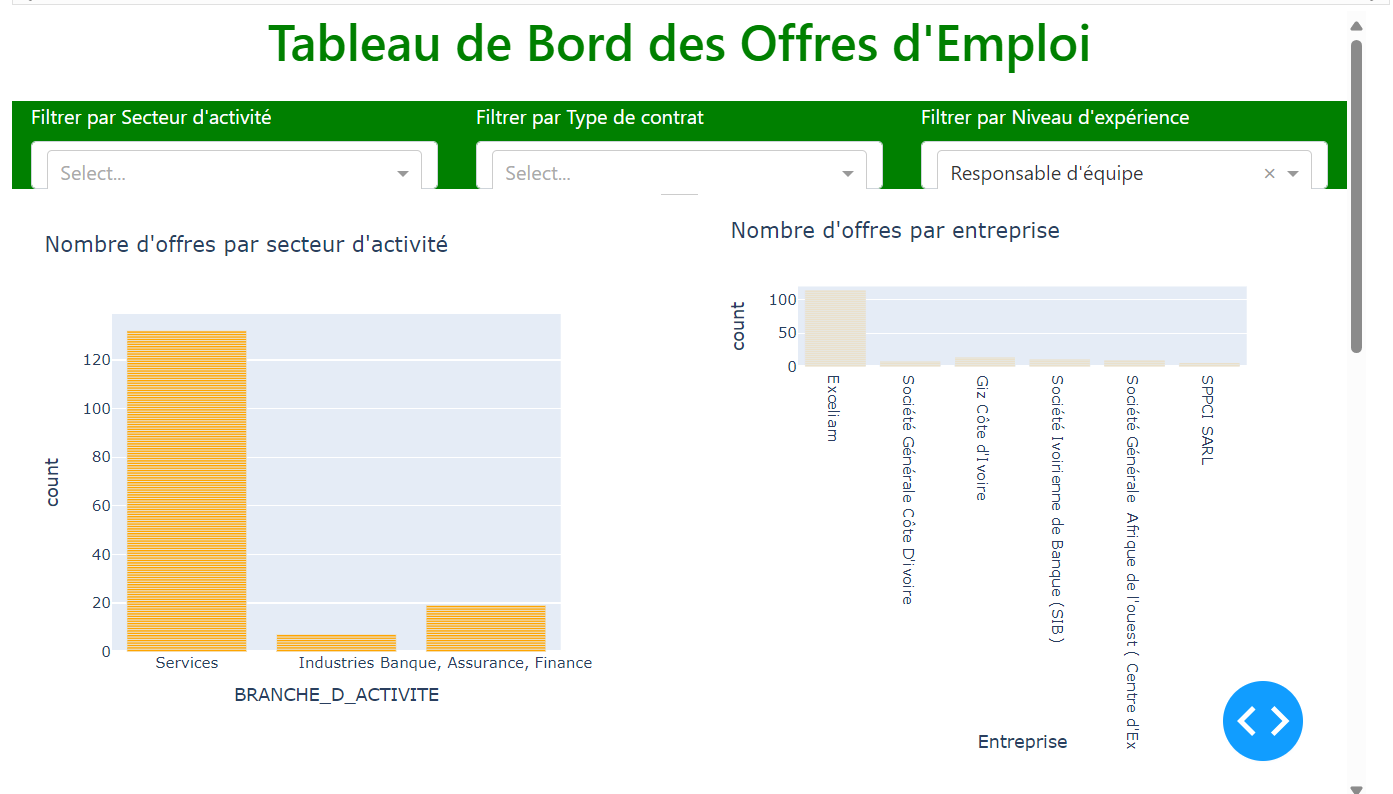 Tableau de Bord des Offres d'Emploi
Filtrer par Secteur d'activité
Filtrer par Type de contrat
Filtrer par Niveau d'expérience
Select...
Select...
Responsable d'équipe
Nombre d'offres par secteur d'activité
count
120
100
80
60
40
20
0
Services
Industries
Banque, Assurance, Finance
BRANCHE_D_ACTIVITE
Nombre d'offres par entreprise
count
100
50
0
Exceliam
Société Générale Côte D'ivoire
Giz Côte d'Ivoire
Société Ivoirienne de Banque (SIB)
Société Générale Afrique de l'ouest ( Centre d'Ex
SPPCI SARL
Entreprise